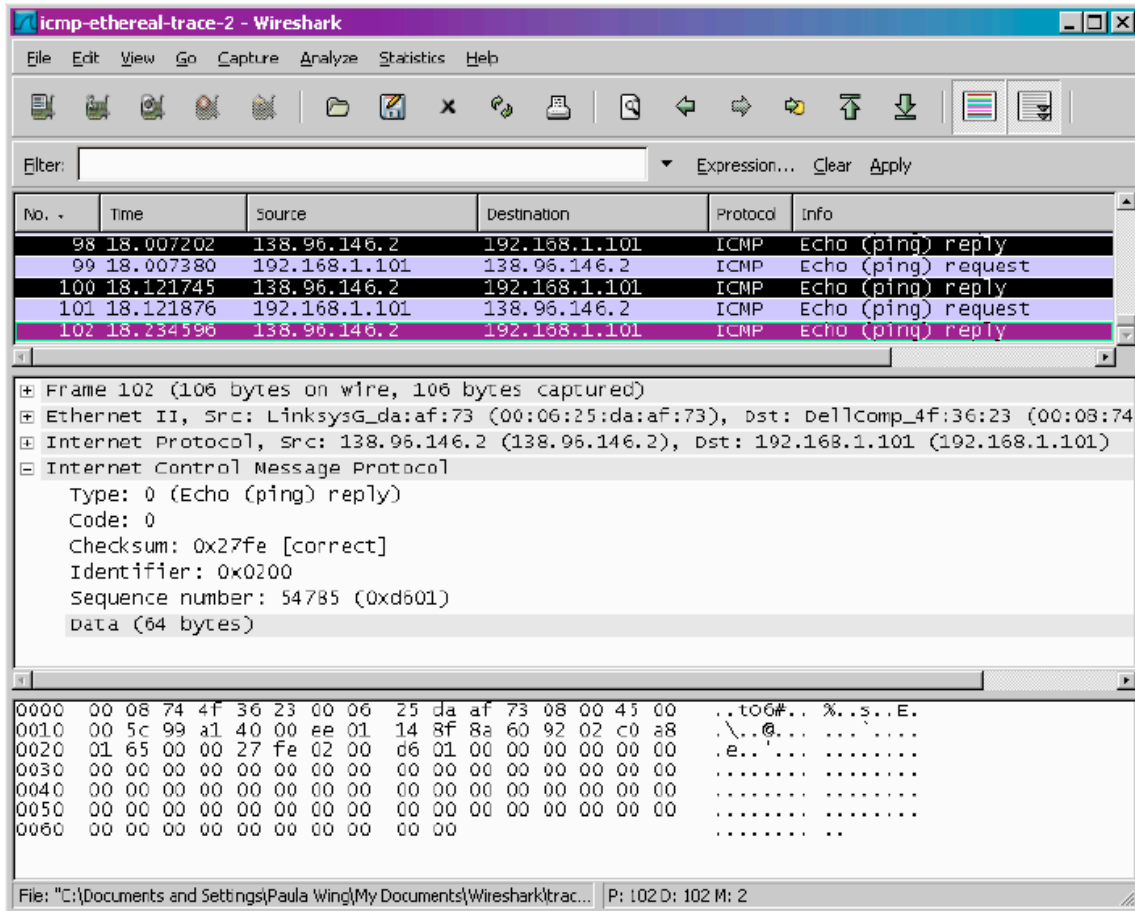 icmp-ethereal-trace-2 - Wireshark
File Edit View Go Capture Analyze Statistics Help
Filter: Expression... Clear Apply
No. Time Source Destination Protocol Info
98 18.007202 138.96.146.2 192.168.1.101 ICMP Echo (ping) reply
99 18.007380 192.168.1.101 138.96.146.2 ICMP Echo (ping) request
100 18.121745 138.96.146.2 192.168.1.101 ICMP Echo (ping) reply
101 18.121876 192.168.1.101 138.96.146.2 ICMP Echo (ping) request
102 18.234596 138.96.146.2 192.168.1.101 ICMP Echo (ping) reply
Frame 102 (106 bytes on wire, 106 bytes captured)
Ethernet II, Src: LinksysG_da:af:73 (00:06:25:da:af:73), Dst: DellComp_4f:36:23 (00:08:74
Internet Protocol, Src: 138.96.146.2 (138.96.146.2), Dst: 192.168.1.101 (192.168.1.101)
Internet Control Message Protocol
Type: 0 (Echo (ping) reply)
Code: 0
Checksum: 0x27fe [correct]
Identifier: 0x0200
Sequence number: 54785 (0xd601)
Data (64 bytes)
0000 00 08 74 4f 36 23 00 06 25 da af 73 08 00 45 00 ..tO6#.. %..s..E.
0010 00 5c 99 a1 40 00 ee 01 14 8f 8a 60 92 02 c0 a8 .\..@... ...`....
0020 01 65 00 00 27 fe 02 00 d6 01 00 00 00 00 00 00 .e..'... ........
0030 00 00 00 00 00 00 00 00 00 00 00 00 00 00 00 00 ........ ........
0040 00 00 00 00 00 00 00 00 00 00 00 00 00 00 00 00 ........ ........
0050 00 00 00 00 00 00 00 00 00 00 00 00 00 00 00 00 ........ ........
0060 00 00 00 00 00 00 00 00 00 00 ........ ..
File: "C:\Documents and Settings\Paula Wing\My Documents\Wireshark\trac... P: 102 D: 102 M: 2